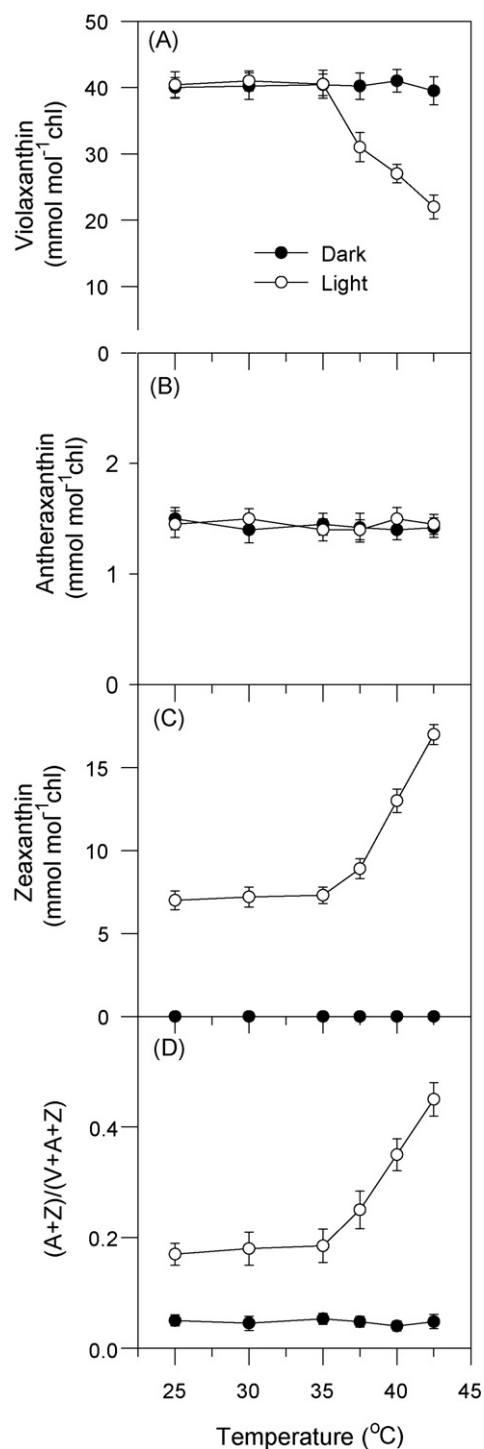 (A)
50
40
30
20
10
Violaxanthin
(mmol mol⁻¹chl)
Dark
Light
(B)
0
2
1
0
Antheraxanthin
(mmol mol⁻¹chl)
(C)
15
10
5
0
Zeaxanthin
(mmol mol⁻¹chl)
(D)
0.4
0.2
0.0
(A+Z)/(V+A+Z)
25 30 35 40 45
Temperature (°C)